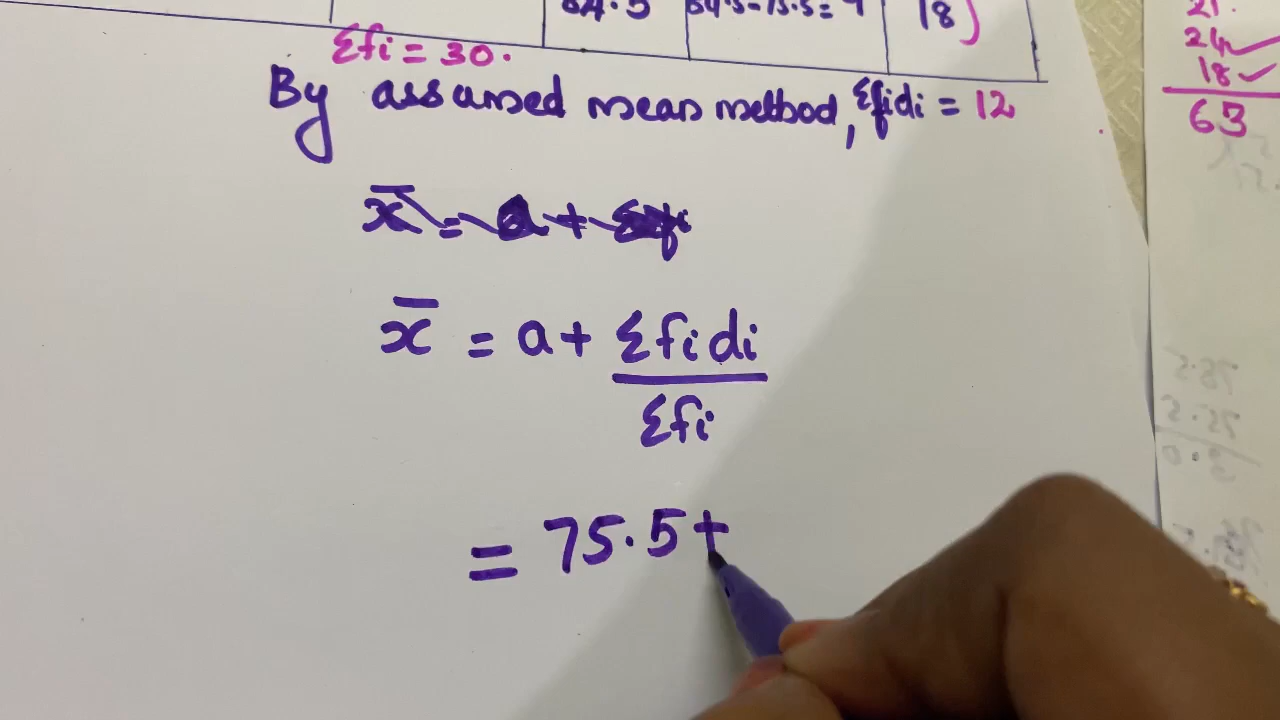 84.5 84.5-75.5= 9 18
Σfi = 30.
By assumed mean method, Σfidi = 12
x̄ = a + Σfi
x̄ = a + Σfidi
Σfi
= 75.5 +
21.
24 ✓
18 ✓
63